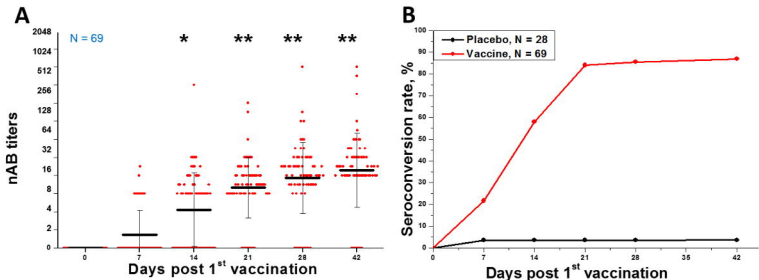 A
N = 69
* ** ** **
2048
1024
512
256
128
64
32
16
8
4
2
0
nAB titers
0 7 14 21 28 42
Days post 1st vaccination
B
Placebo, N = 28
Vaccine, N = 69
100
90
80
70
60
50
40
30
20
10
0
Seroconversion rate, %
0 7 14 21 28 35 42
Days post 1st vaccination